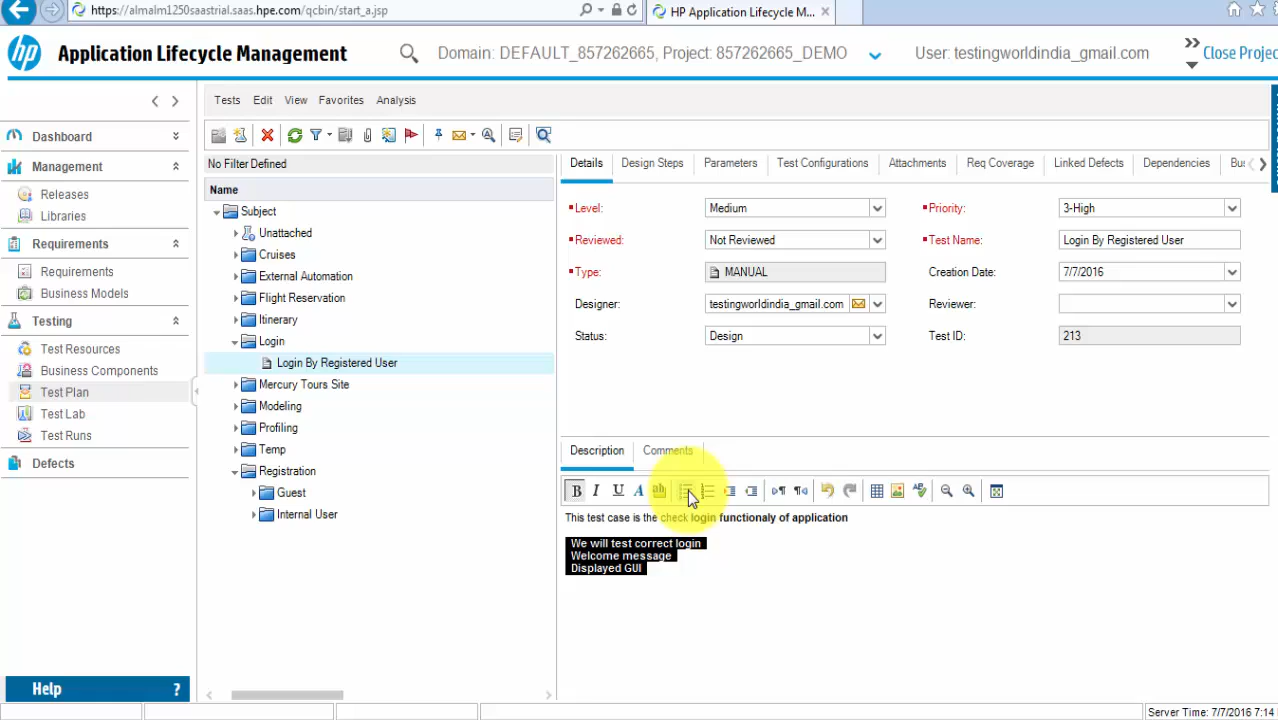 https://almalm1250saastrial.saas.hpe.com/qcbin/start_a.jsp
HP Application Lifecycle M...
hp
Application Lifecycle Management
Domain: DEFAULT_857262665, Project: 857262665_DEMO
User: testingworldindia_gmail.com
Close Projec
Dashboard
Management
Releases
Libraries
Requirements
Requirements
Business Models
Testing
Test Resources
Business Components
Test Plan
Test Lab
Test Runs
Defects
Help ?
Tests Edit View Favorites Analysis
No Filter Defined
Name
Subject
Unattached
Cruises
External Automation
Flight Reservation
Itinerary
Login
Login By Registered User
Mercury Tours Site
Modeling
Profiling
Temp
Registration
Guest
Internal User
Details Design Steps Parameters Test Configurations Attachments Req Coverage Linked Defects Dependencies Bus
Level: Medium Priority: 3-High
Reviewed: Not Reviewed Test Name: Login By Registered User
Type: MANUAL Creation Date: 7/7/2016
Designer: testingworldindia_gmail.com Reviewer:
Status: Design Test ID: 213
Description Comments
B I U A ab
This test case is the check login functionaly of application
We will test correct login
Welcome message
Displayed GUI
Server Time: 7/7/2016 7:14